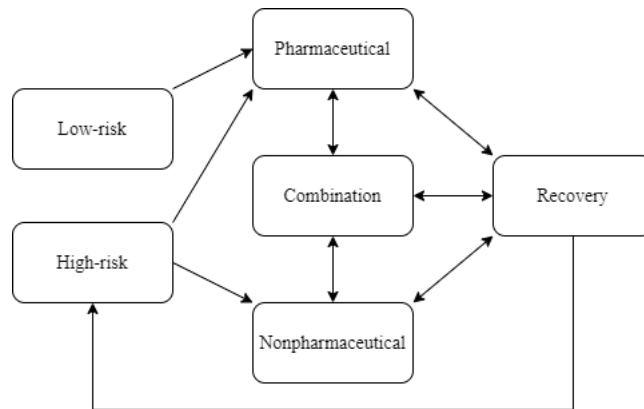 Pharmaceutical
Low-risk
Combination
Recovery
High-risk
Nonpharmaceutical